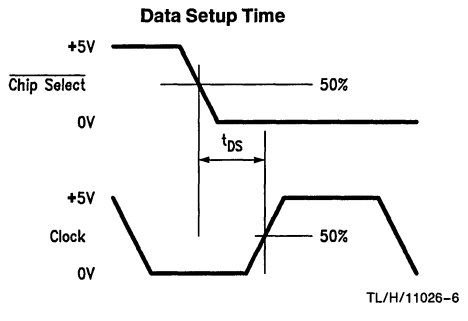 Data Setup Time
+5V
Chip Select
50%
0V
tDS
+5V
Clock
50%
0V
TL/H/11026-6